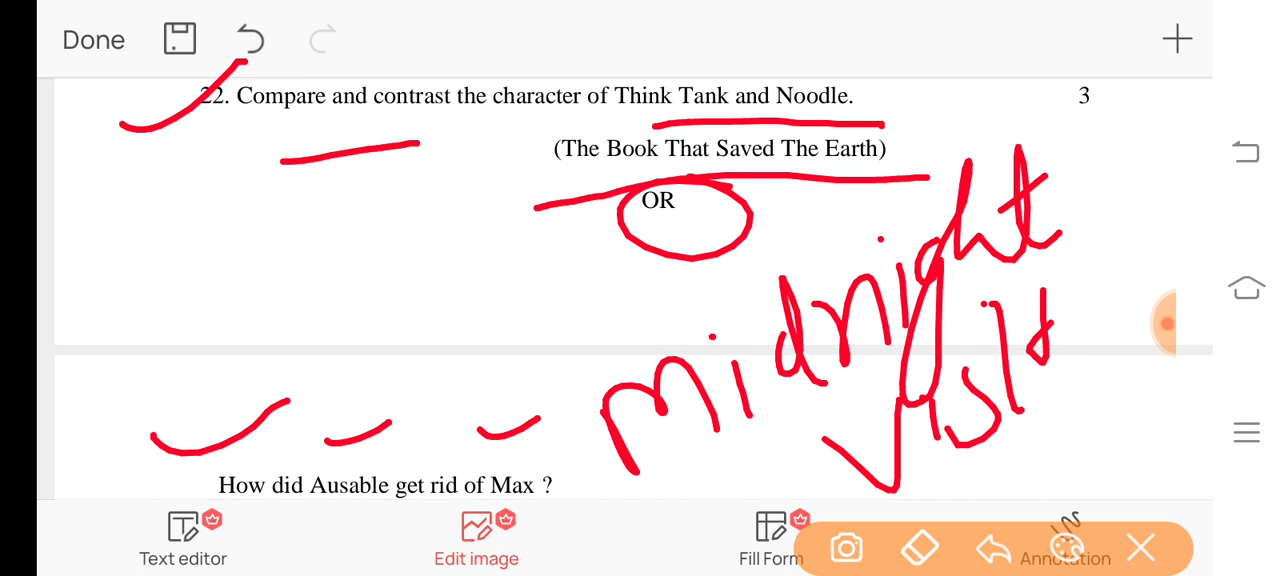 Done
22. Compare and contrast the character of Think Tank and Noodle. 3
(The Book That Saved The Earth)
OR
midnight
visit
How did Ausable get rid of Max ?
Text editor Edit image Fill Form Annotation